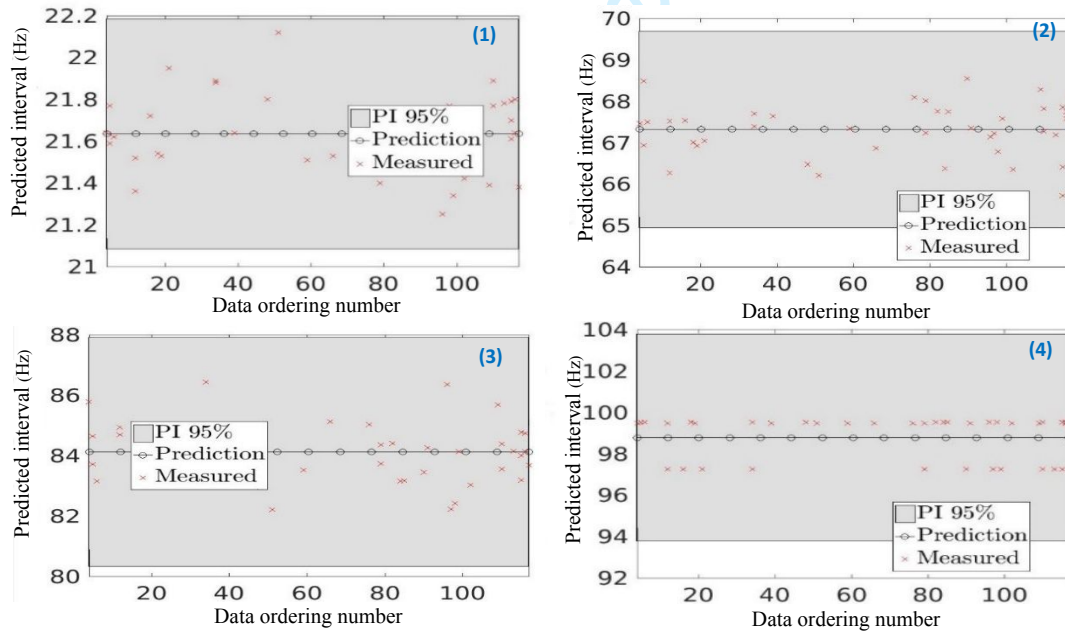 22.2
22
21.8
21.6
21.4
21.2
21
Predicted interval (Hz)
(1)
PI 95%
Prediction
Measured
20 40 60 80 100
Data ordering number
70
69
68
67
66
65
64
Predicted interval (Hz)
(2)
PI 95%
Prediction
Measured
20 40 60 80 100
Data ordering number
88
86
84
82
80
Predicted interval (Hz)
(3)
PI 95%
Prediction
Measured
20 40 60 80 100
Data ordering number
104
102
100
98
96
94
92
Predicted interval (Hz)
(4)
PI 95%
Prediction
Measured
20 40 60 80 100
Data ordering number